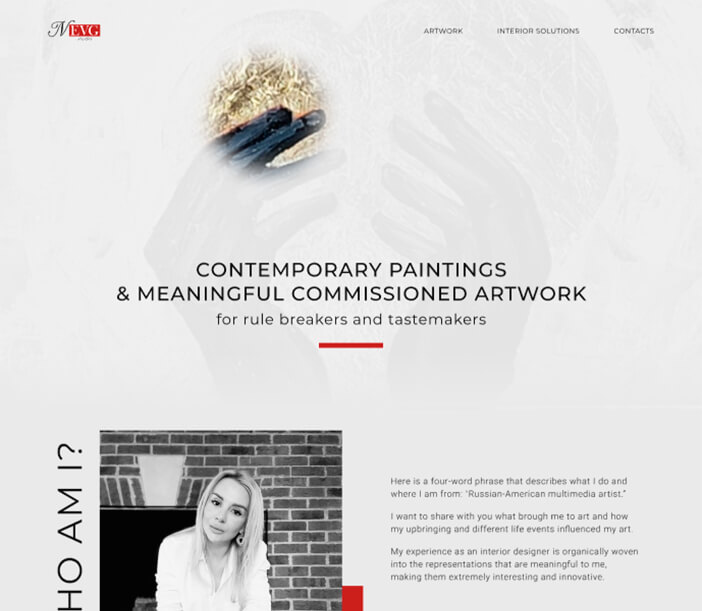 NEVG
ARTWORK
INTERIOR SOLUTIONS
CONTACTS
CONTEMPORARY PAINTINGS
& MEANINGFUL COMMISSIONED ARTWORK
for rule breakers and tastemakers
HO AM I?
Here is a four-word phrase that describes what I do and
where I am from: "Russian-American multimedia artist."
I want to share with you what brough me to art and how
my upbringing and different life events influenced my art.
My experience as an interior designer is organically woven
into the representations that are meaningful to me,
making them extremely interesting and innovative.